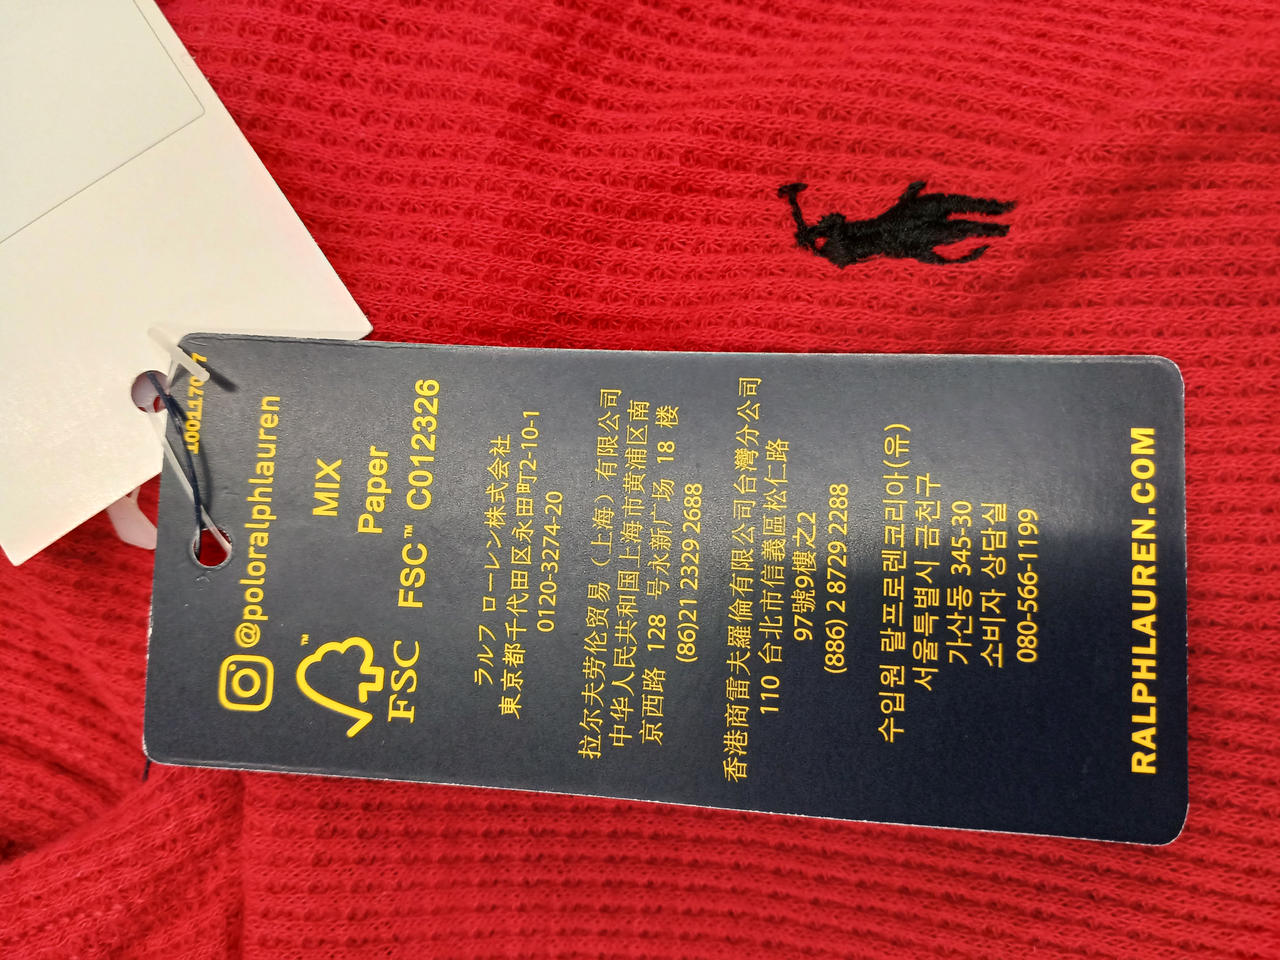 @poloralphlauren
MIX
Paper
FSC™ C012326
FSC
ラルフ ローレン株式会社
東京都千代田区永田町2-10-1
0120-3274-20
拉尔夫劳伦贸易（上海）有限公司
中华人民共和国上海市黄浦区南
京西路 128 号永新广场 18 楼
(86)21 2329 2688
香港商雷夫羅倫有限公司台灣分公司
110 台北市信義區松仁路
97號9樓之2
(886) 2 8729 2288
수입원 랄프로렌코리아(유)
서울특별시 금천구
가산동 345-30
소비자 상담실
080-566-1199
RALPHLAUREN.COM